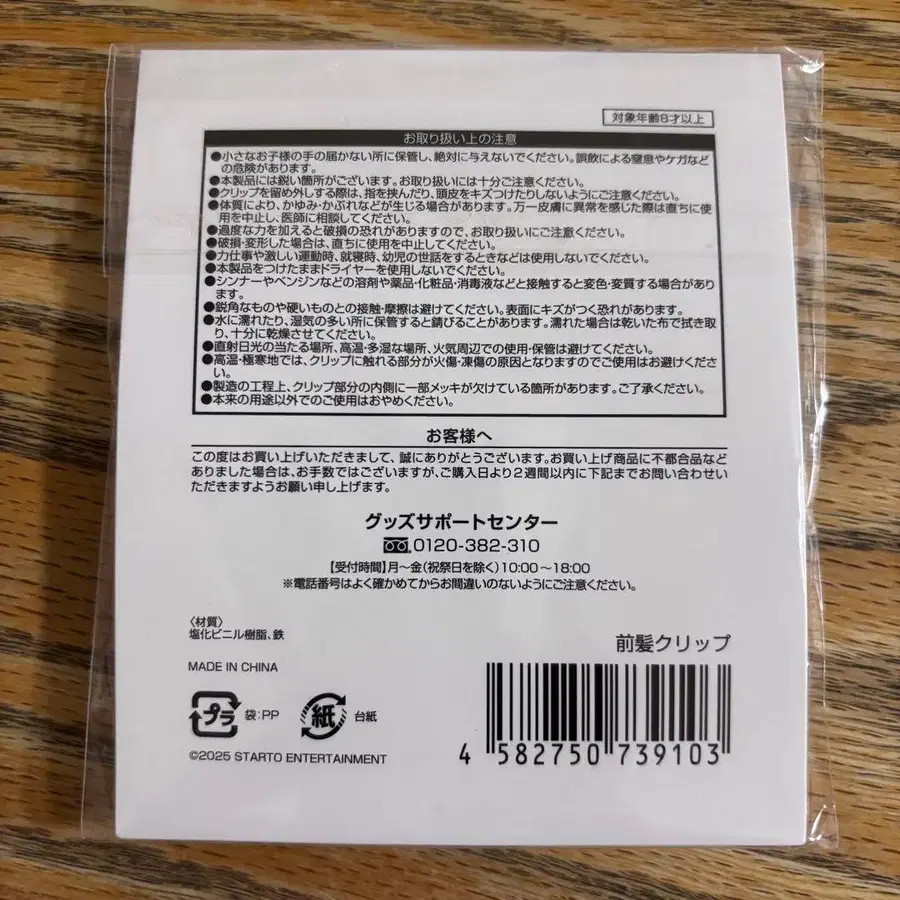 対象年齢8才以上
お取り扱い上の注意
●小さなお子様の手の届かない所に保管し、絶対に与えないでください。誤飲による窒息やケガなど
の危険があります。
●本製品には鋭い箇所がございます。お取り扱いには十分ご注意ください。
●クリップを留め外しする際は、指を挟んだり、頭皮をキズつけたりしないようにご注意ください。
●体質により、かゆみ・かぶれなどが生じる場合があります。万一皮膚に異常を感じた際は直ちに使
用を中止し、医師に相談してください。
●過度な力を加えると破損の恐れがありますので、お取り扱いにご注意ください。
●破損・変形した場合は、直ちに使用を中止してください。
●力仕事や激しい運動時、就寝時、幼児の世話をするときなどは使用しないでください。
●本製品をつけたままドライヤーを使用しないでください。
●シンナーやベンジンなどの溶剤や薬品・化粧品・消毒液などと接触すると変色・変質する場合があり
ます。
●鋭角なものや硬いものとの接触・摩擦は避けてください。表面にキズがつく恐れがあります。
●水に濡れたり、湿気の多い所に保管すると錆びることがあります。濡れた場合は乾いた布で拭き取
り、十分に乾燥させてください。
●直射日光の当たる場所、高温・多湿な場所、火気周辺での使用・保管は避けてください。
●高温・極寒地では、クリップに触れる部分が火傷・凍傷の原因となりますのでご使用はお避けくださ
い。
●製造の工程上、クリップ部分の内側に一部メッキが欠けている箇所があります。ご了承ください。
●本来の用途以外でのご使用はおやめください。
お客様へ
この度はお買い上げいただきまして、誠にありがとうございます。お買い上げ商品に不都合品など
ありました場合は、お手数ではございますが、ご購入日より2週間以内に下記までお問い合わせい
ただきますようお願い申し上げます。
グッズサポートセンター
0120-382-310
【受付時間】月～金(祝祭日を除く)10:00～18:00
※電話番号はよく確かめてからお間違いのないようにご注意ください。
〈材質〉
塩化ビニル樹脂、鉄
前髪クリップ
MADE IN CHINA
プラ 袋:PP 紙 台紙
©2025 STARTO ENTERTAINMENT
4 582750 739103